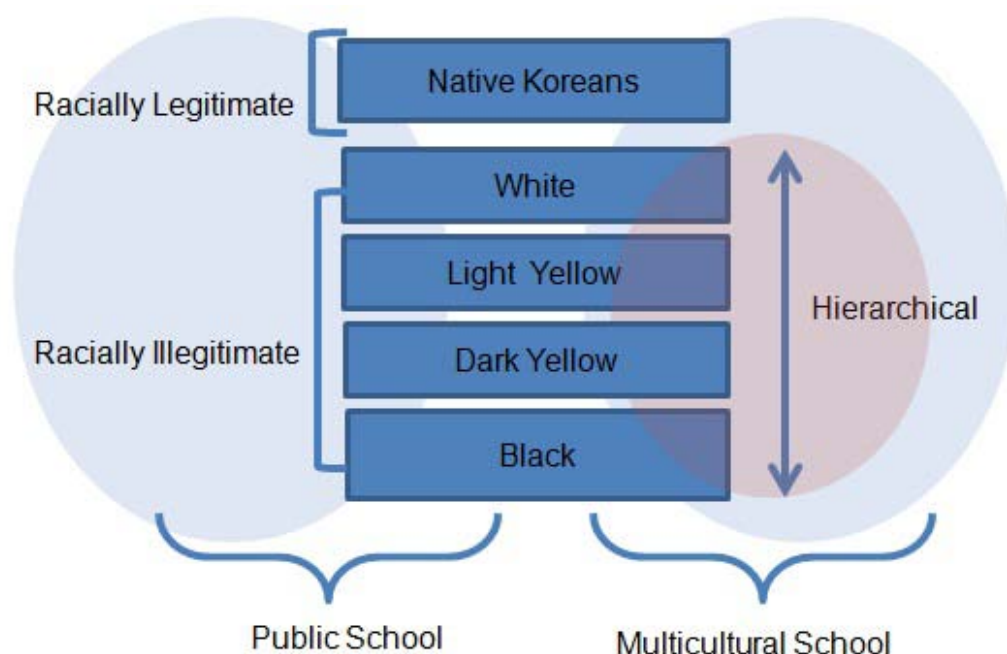 Native Koreans
Racially Legitimate
White
Light Yellow
Hierarchical
Racially Illegitimate
Dark Yellow
Black
Public School
Multicultural School